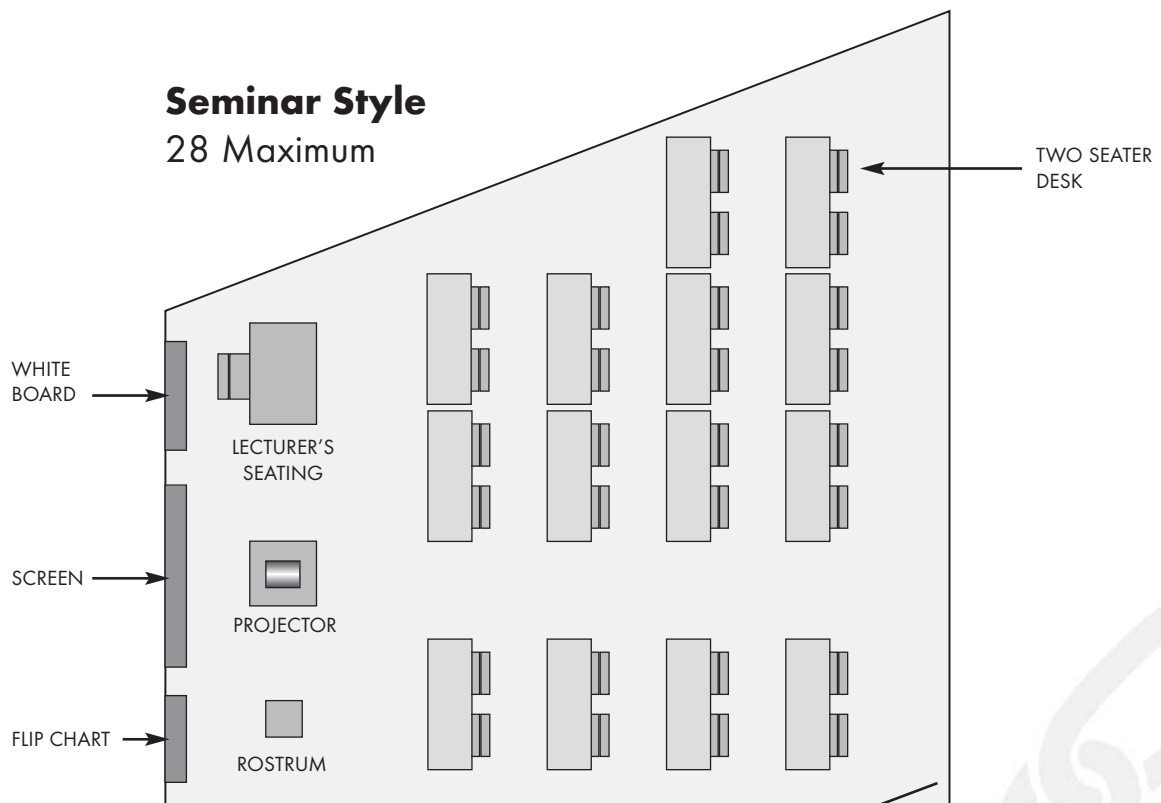 Seminar Style
28 Maximum
TWO SEATER
DESK
WHITE
BOARD
LECTURER’S
SEATING
SCREEN
PROJECTOR
FLIP CHART
ROSTRUM